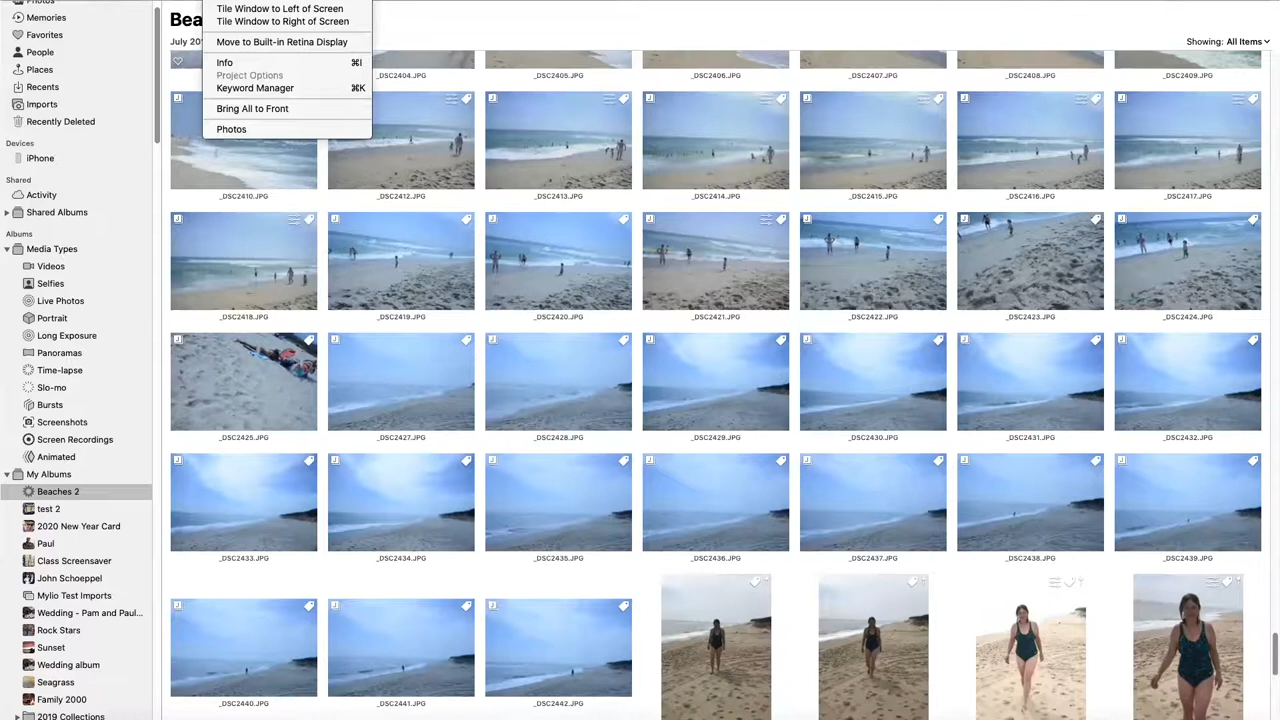 Photos
Memories
Favorites
People
Places
Recents
Imports
Recently Deleted
Devices
iPhone
Shared
Activity
Shared Albums
Albums
Media Types
Videos
Selfies
Live Photos
Portrait
Long Exposure
Panoramas
Time-lapse
Slo-mo
Bursts
Screenshots
Screen Recordings
Animated
My Albums
Beaches 2
test 2
2020 New Year Card
Paul
Class Screensaver
John Schoeppel
Mylio Test Imports
Wedding - Pam and Paul...
Rock Stars
Sunset
Wedding album
Seagrass
Family 2000
2019 Collections
Bea
July 20
Tile Window to Left of Screen
Tile Window to Right of Screen
Move to Built-in Retina Display
Info ⌘I
Project Options
Keyword Manager ⌘K
Bring All to Front
Photos
Showing: All Items
_DSC2404.JPG _DSC2405.JPG _DSC2406.JPG _DSC2407.JPG _DSC2408.JPG _DSC2409.JPG
_DSC2410.JPG _DSC2412.JPG _DSC2413.JPG _DSC2414.JPG _DSC2415.JPG _DSC2416.JPG _DSC2417.JPG
_DSC2418.JPG _DSC2419.JPG _DSC2420.JPG _DSC2421.JPG _DSC2422.JPG _DSC2423.JPG _DSC2424.JPG
_DSC2425.JPG _DSC2427.JPG _DSC2428.JPG _DSC2429.JPG _DSC2430.JPG _DSC2431.JPG _DSC2432.JPG
_DSC2433.JPG _DSC2434.JPG _DSC2435.JPG _DSC2436.JPG _DSC2437.JPG _DSC2438.JPG _DSC2439.JPG
_DSC2440.JPG _DSC2441.JPG _DSC2442.JPG